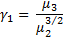 γ₁ = μ₃ / μ₂^{3/2}